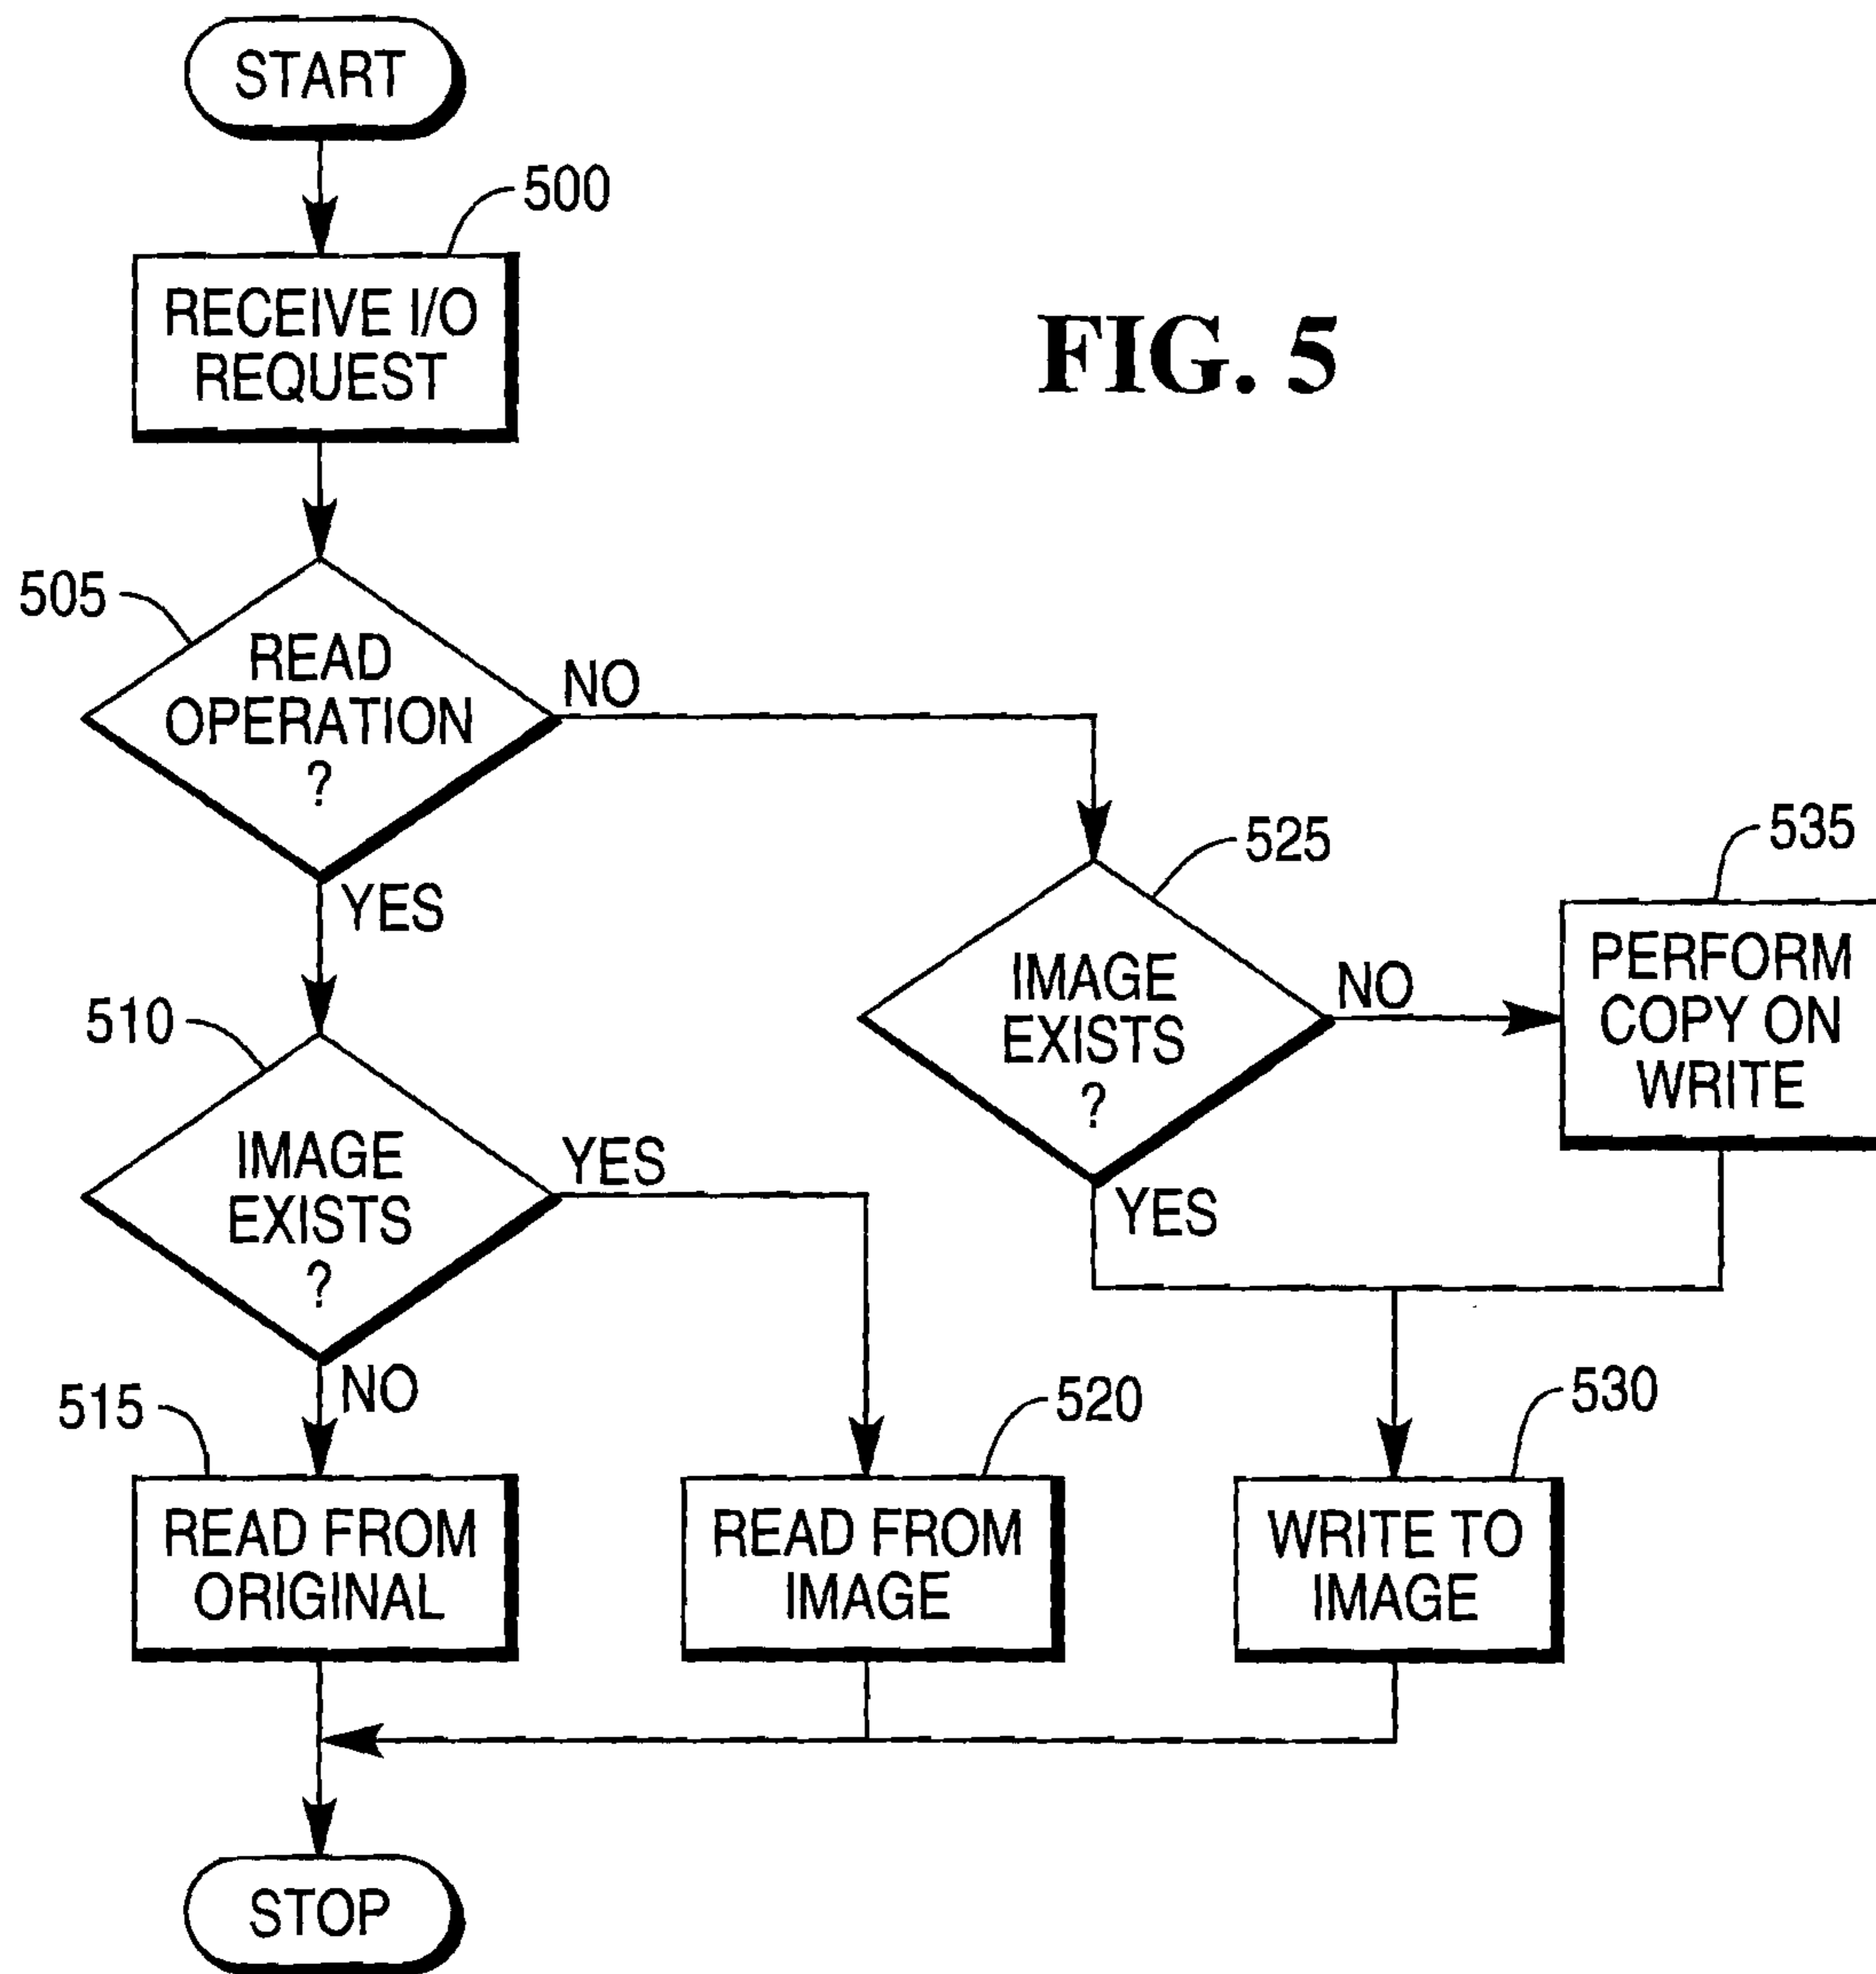 START
500
RECEIVE I/O
REQUEST
FIG. 5
505
READ
OPERATION
?
NO
YES
525
IMAGE
EXISTS
?
NO
YES
535
PERFORM
COPY ON
WRITE
510
IMAGE
EXISTS
?
YES
NO
515
READ FROM
ORIGINAL
520
READ FROM
IMAGE
530
WRITE TO
IMAGE
STOP